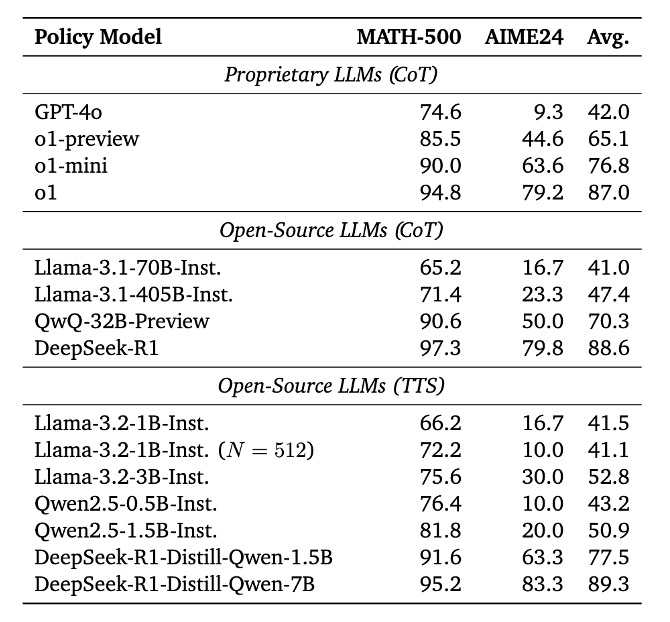 Policy Model MATH-500 AIME24 Avg.
Proprietary LLMs (CoT)
GPT-4o 74.6 9.3 42.0
o1-preview 85.5 44.6 65.1
o1-mini 90.0 63.6 76.8
o1 94.8 79.2 87.0
Open-Source LLMs (CoT)
Llama-3.1-70B-Inst. 65.2 16.7 41.0
Llama-3.1-405B-Inst. 71.4 23.3 47.4
QwQ-32B-Preview 90.6 50.0 70.3
DeepSeek-R1 97.3 79.8 88.6
Open-Source LLMs (TTS)
Llama-3.2-1B-Inst. 66.2 16.7 41.5
Llama-3.2-1B-Inst. (N = 512) 72.2 10.0 41.1
Llama-3.2-3B-Inst. 75.6 30.0 52.8
Qwen2.5-0.5B-Inst. 76.4 10.0 43.2
Qwen2.5-1.5B-Inst. 81.8 20.0 50.9
DeepSeek-R1-Distill-Qwen-1.5B 91.6 63.3 77.5
DeepSeek-R1-Distill-Qwen-7B 95.2 83.3 89.3